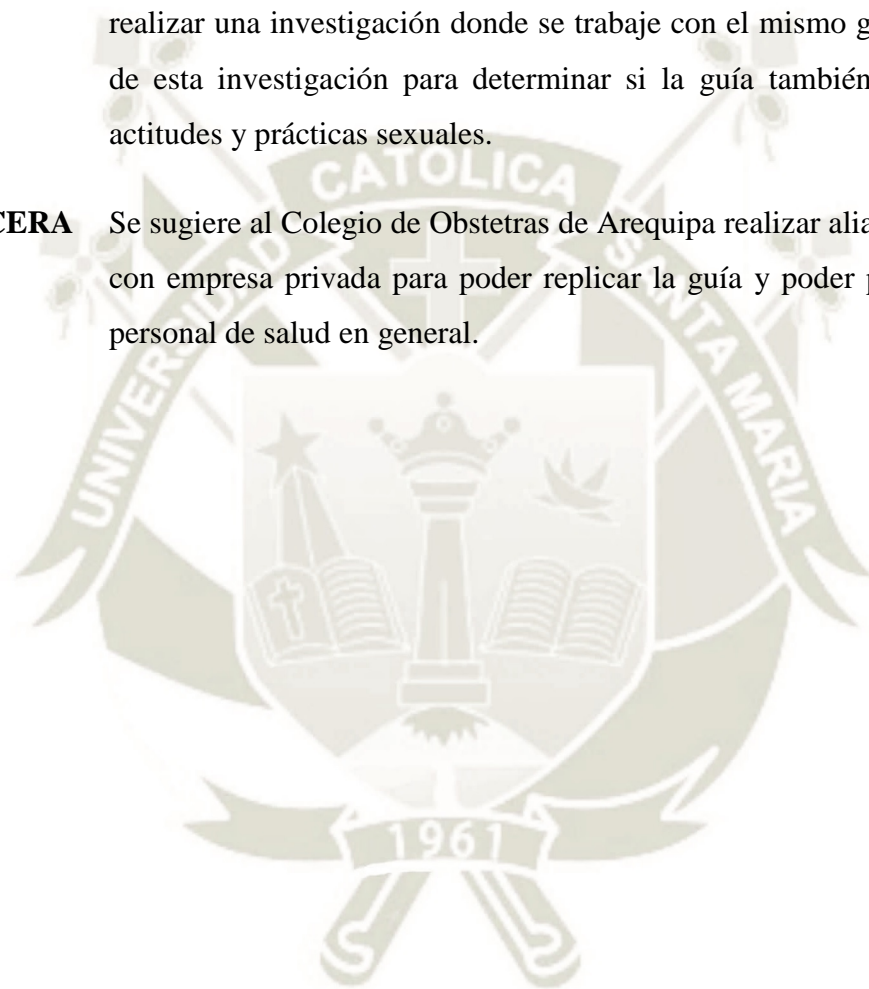 realizar una investigación donde se trabaje con el mismo g
de esta investigación para determinar si la guía también
actitudes y prácticas sexuales.
CERA Se sugiere al Colegio de Obstetras de Arequipa realizar alia
con empresa privada para poder replicar la guía y poder p
personal de salud en general.
UNIVERSIDAD CATOLICA SANTA MARIA
1961